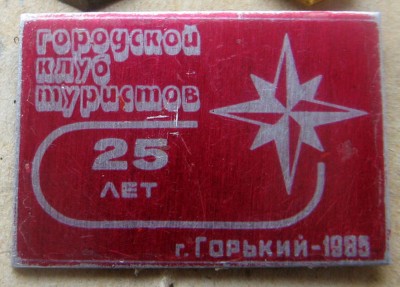 городской
клуб
туристов
25
ЛЕТ
г. Горький-1985